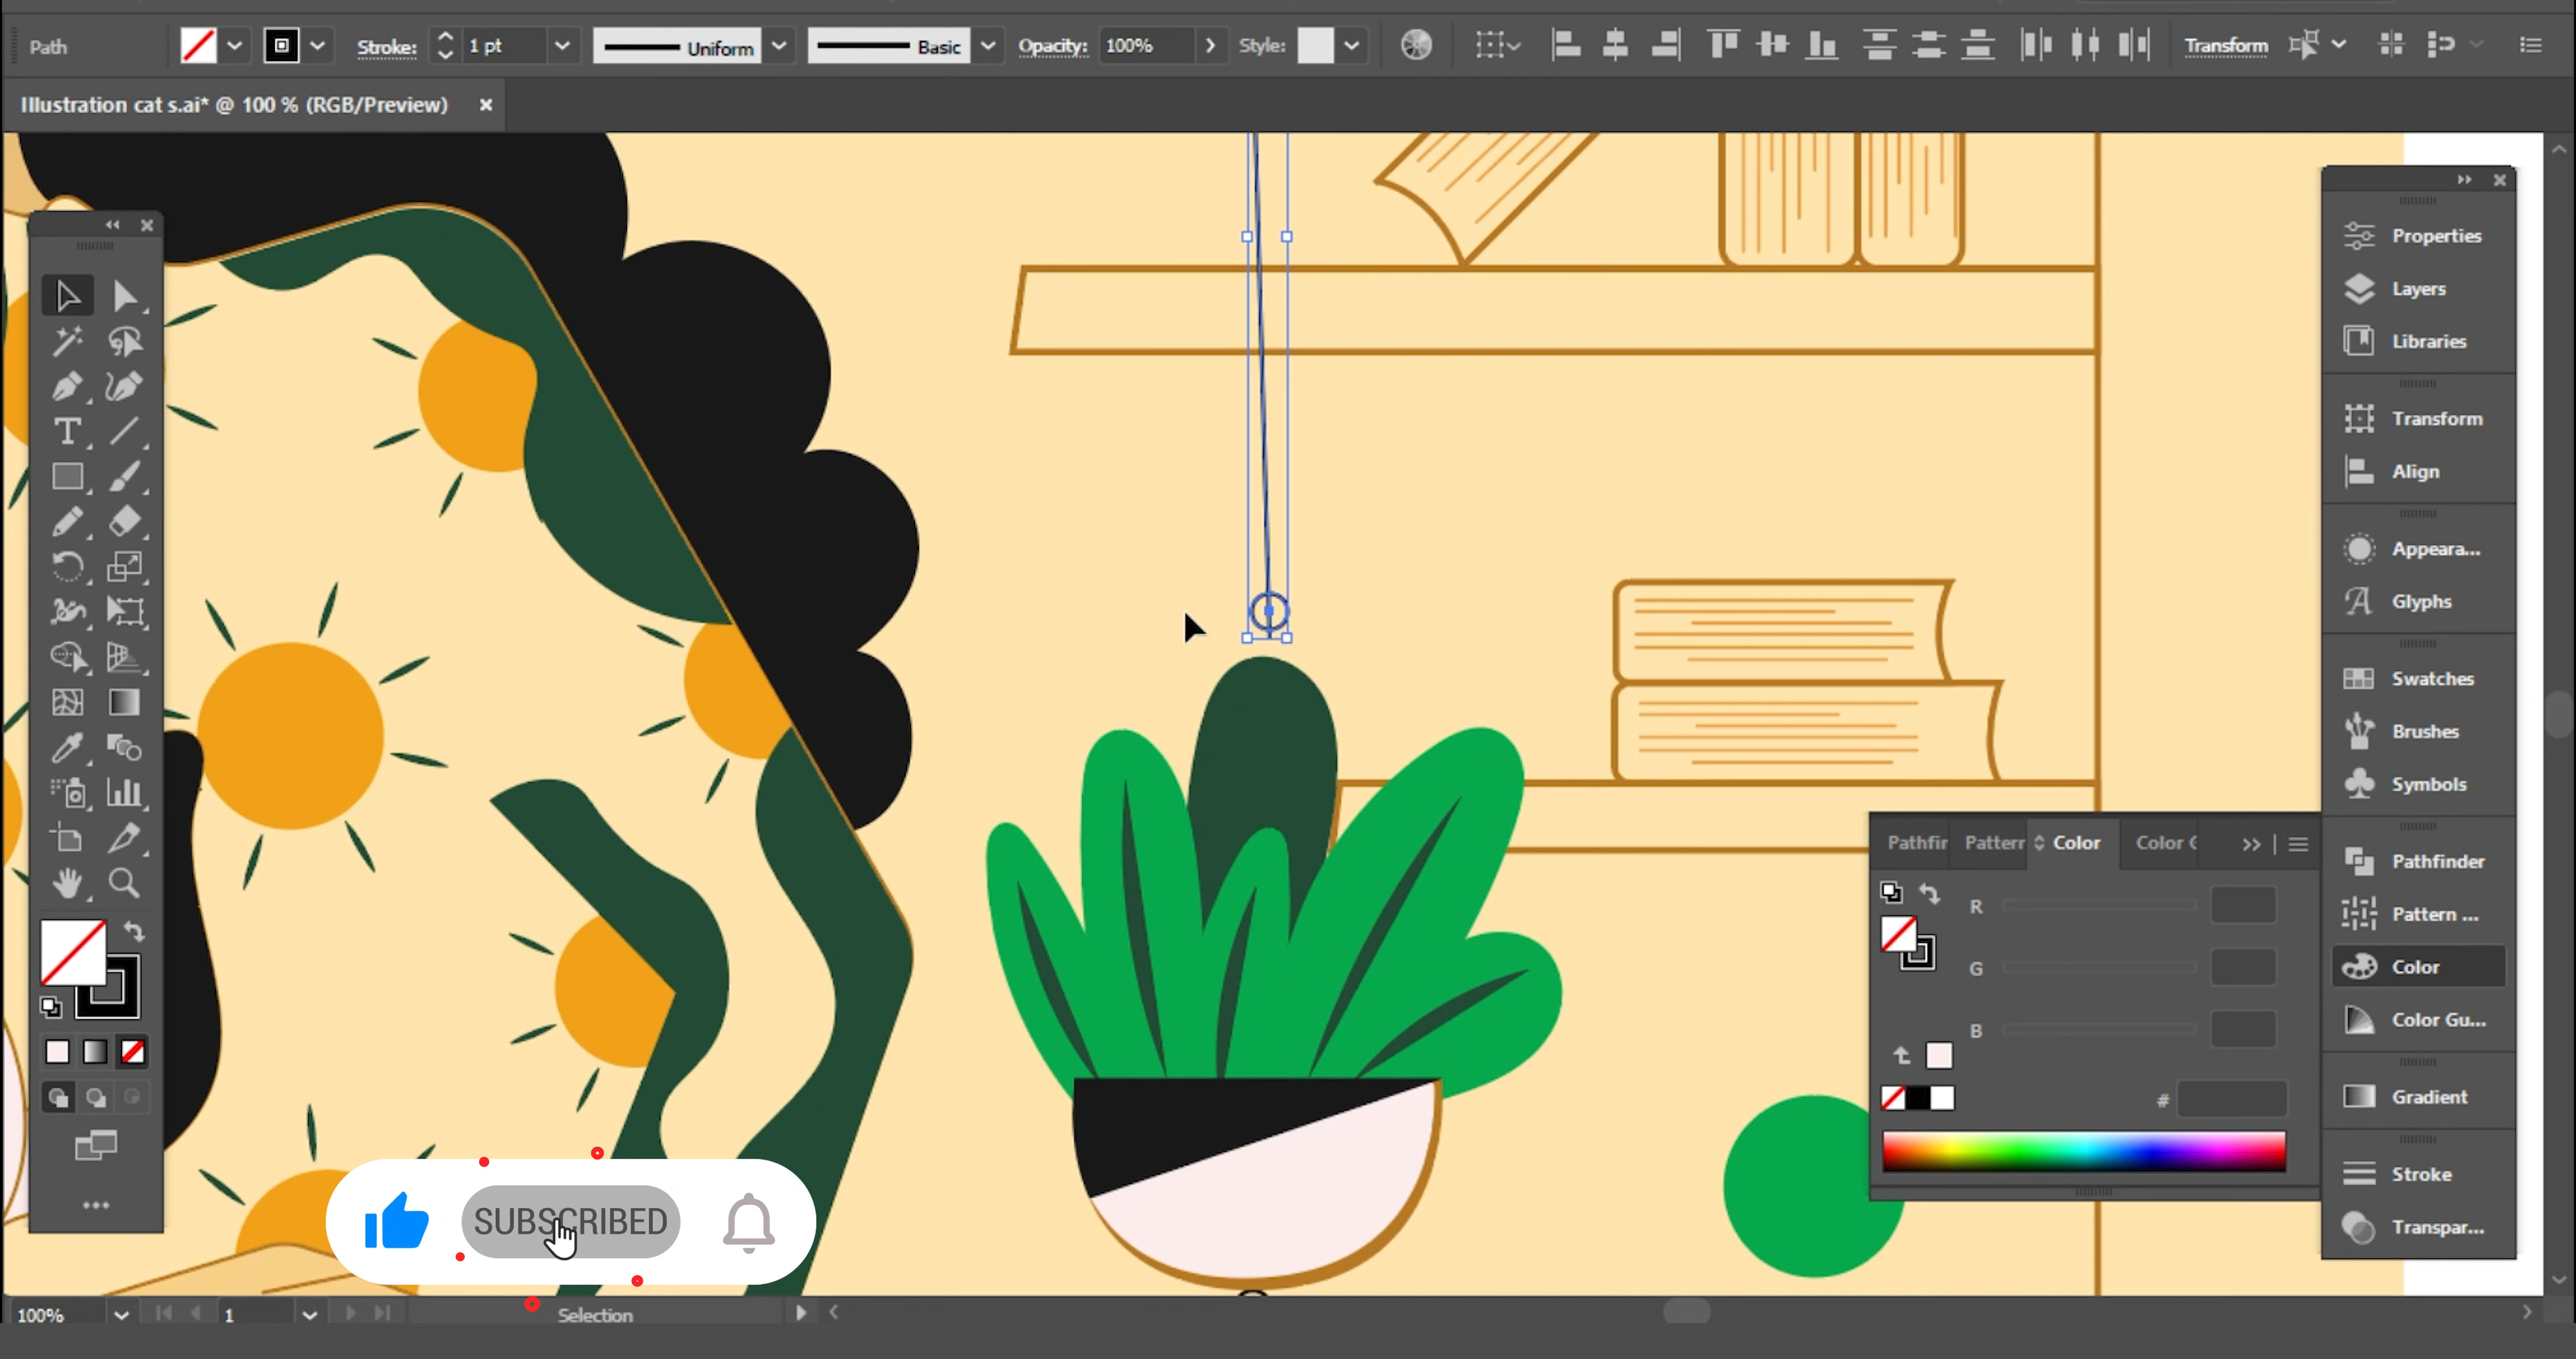 Path
Stroke:
1 pt
Uniform
Basic
Opacity:
100%
Style:
Transform
Illustration cat s.ai* @ 100 % (RGB/Preview)
Properties
Layers
Libraries
Transform
Align
Appeara...
Glyphs
Swatches
Brushes
Symbols
Pathfinder
Pattern ...
Color
Color Gu...
Gradient
Stroke
Transpar...
Pathfir
Patterr
Color
Color G
R
G
B
#
SUBSCRIBED
100%
1
Selection